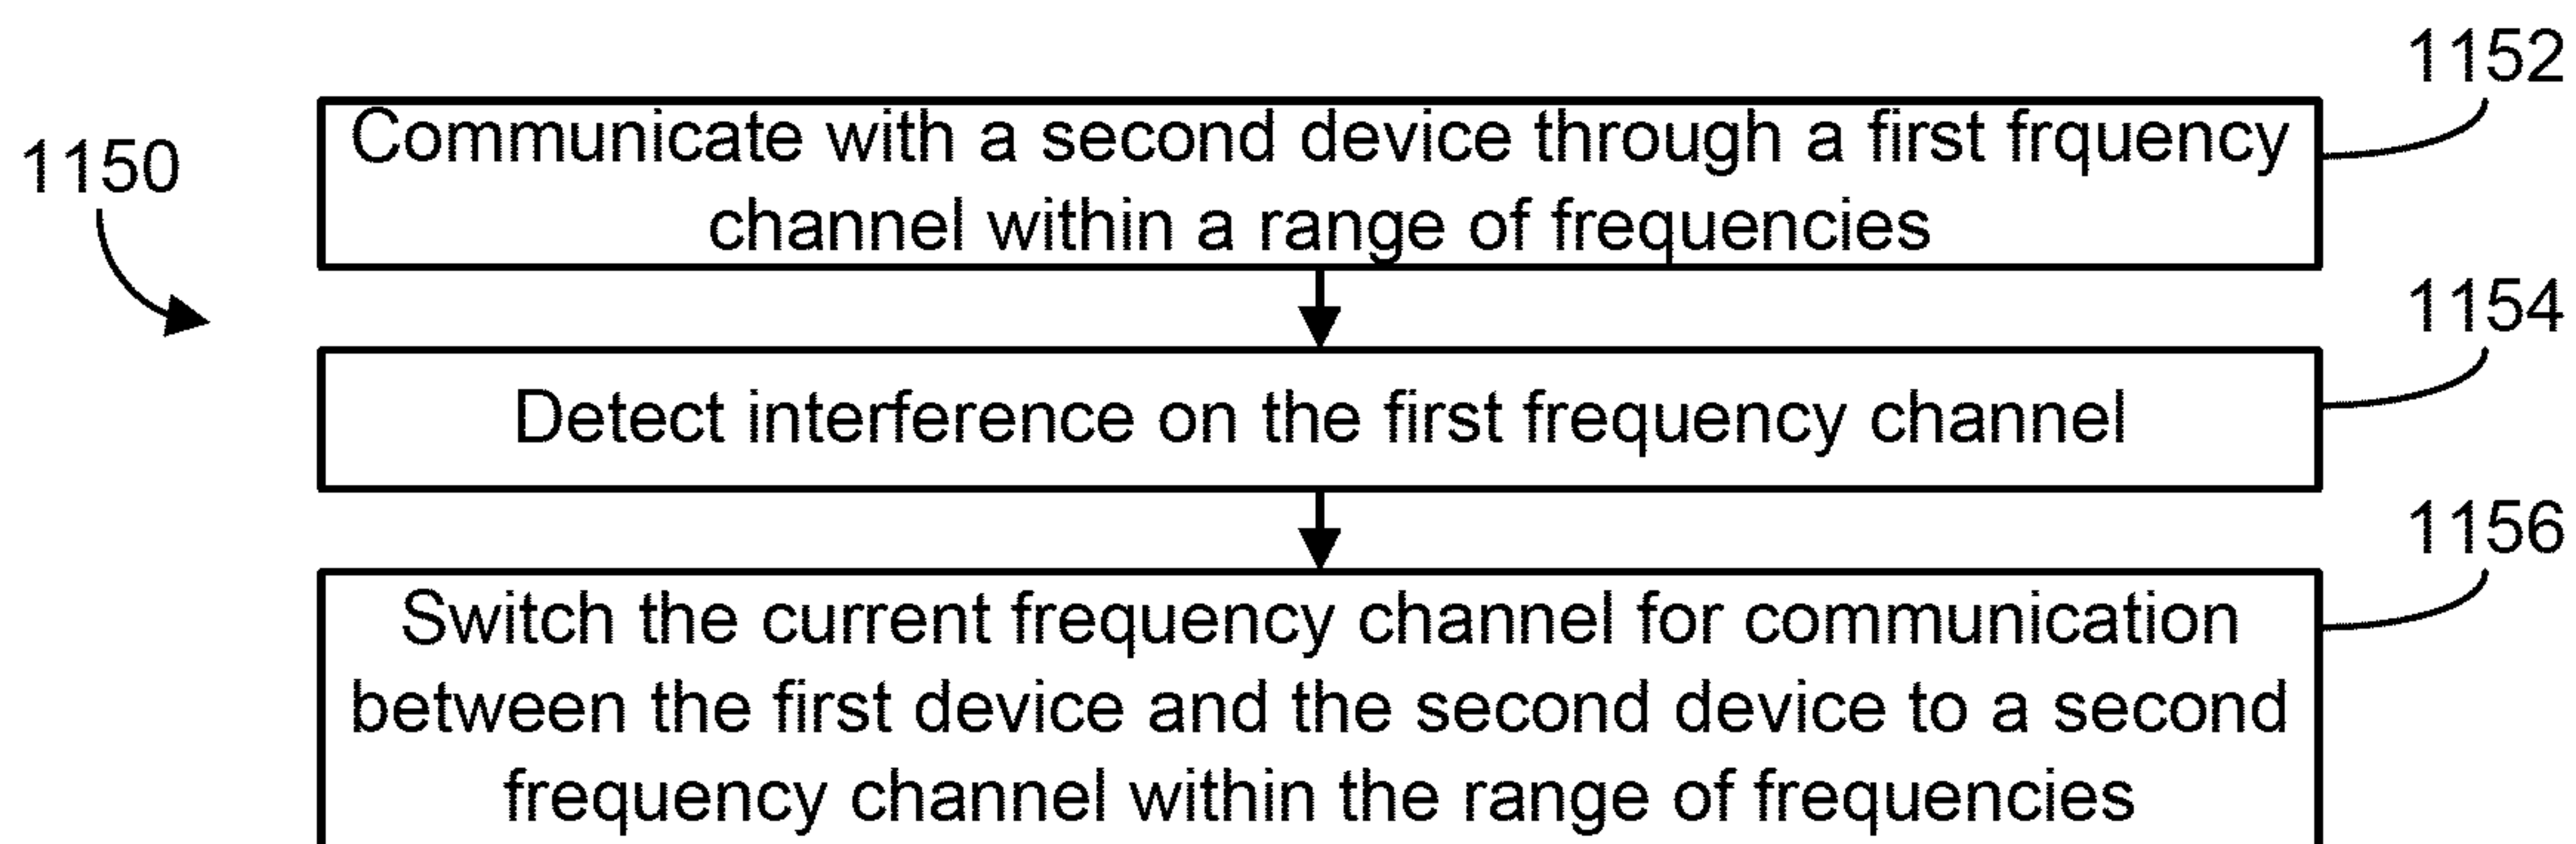 1152
1150
Communicate with a second device through a first frquency
channel within a range of frequencies
1154
Detect interference on the first frequency channel
1156
Switch the current frequency channel for communication
between the first device and the second device to a second
frequency channel within the range of frequencies